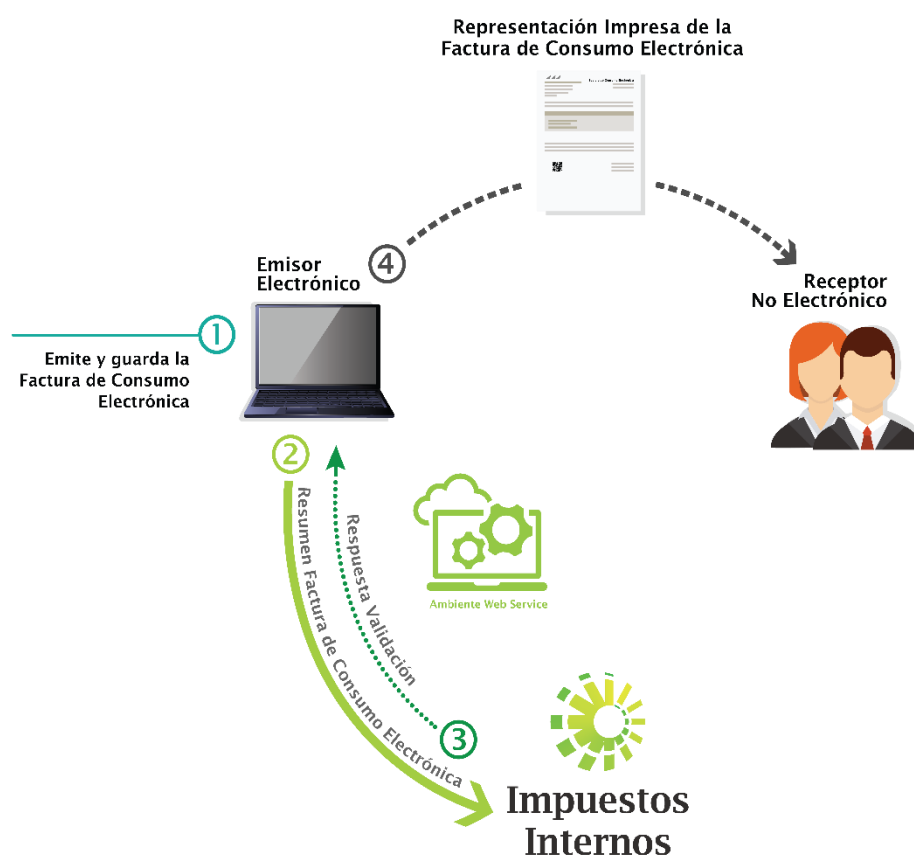 Representación Impresa de la
Factura de Consumo Electrónica
Emisor
Electrónico
4
Receptor
No Electrónico
1
Emite y guarda la
Factura de Consumo
Electrónica
2
Resumen Factura de Consumo Electrónica
Respuesta Validación
Ambiente Web Service
3
Impuestos
Internos